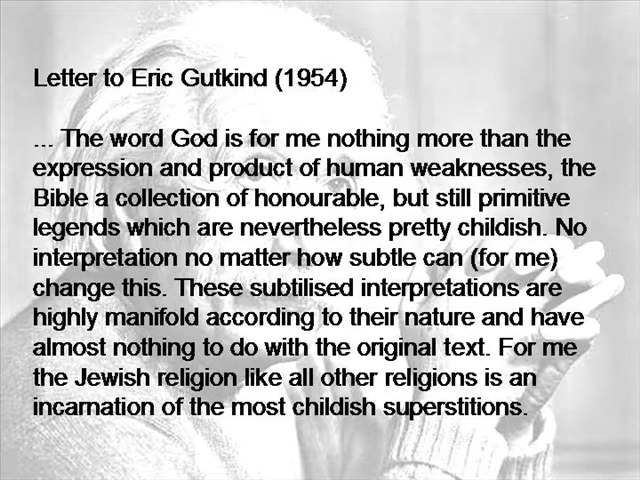 Letter to Eric Gutkind (1954)
... The word God is for me nothing more than the
expression and product of human weaknesses, the
Bible a collection of honourable, but still primitive
legends which are nevertheless pretty childish. No
interpretation no matter how subtle can (for me)
change this. These subtilised interpretations are
highly manifold according to their nature and have
almost nothing to do with the original text. For me
the Jewish religion like all other religions is an
incarnation of the most childish superstitions.